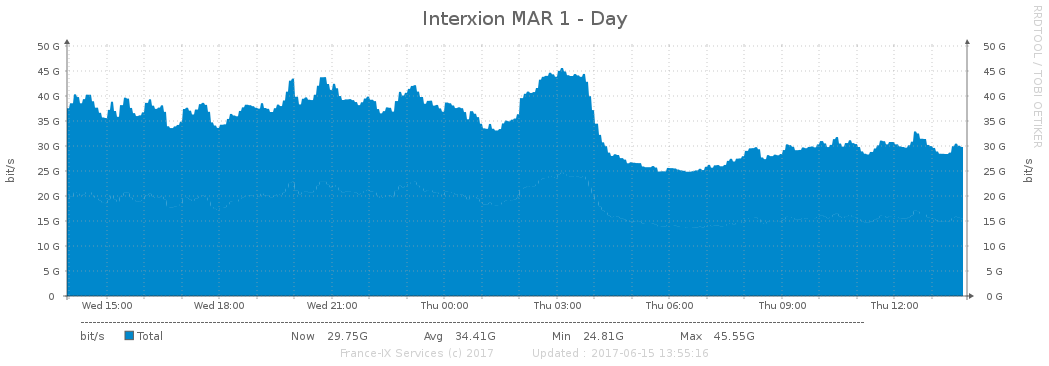 Interxion MAR 1 - Day
RRDTOOL / TOBI OETIKER
bit/s
bit/s
50 G 50 G
45 G 45 G
40 G 40 G
35 G 35 G
30 G 30 G
25 G 25 G
20 G 20 G
15 G 15 G
10 G 10 G
5 G 5 G
0 0 G
Wed 15:00 Wed 18:00 Wed 21:00 Thu 00:00 Thu 03:00 Thu 06:00 Thu 09:00 Thu 12:00
bit/s Total Now 29.75G Avg 34.41G Min 24.81G Max 45.55G
France-IX Services (c) 2017 Updated : 2017-06-15 13:55:16